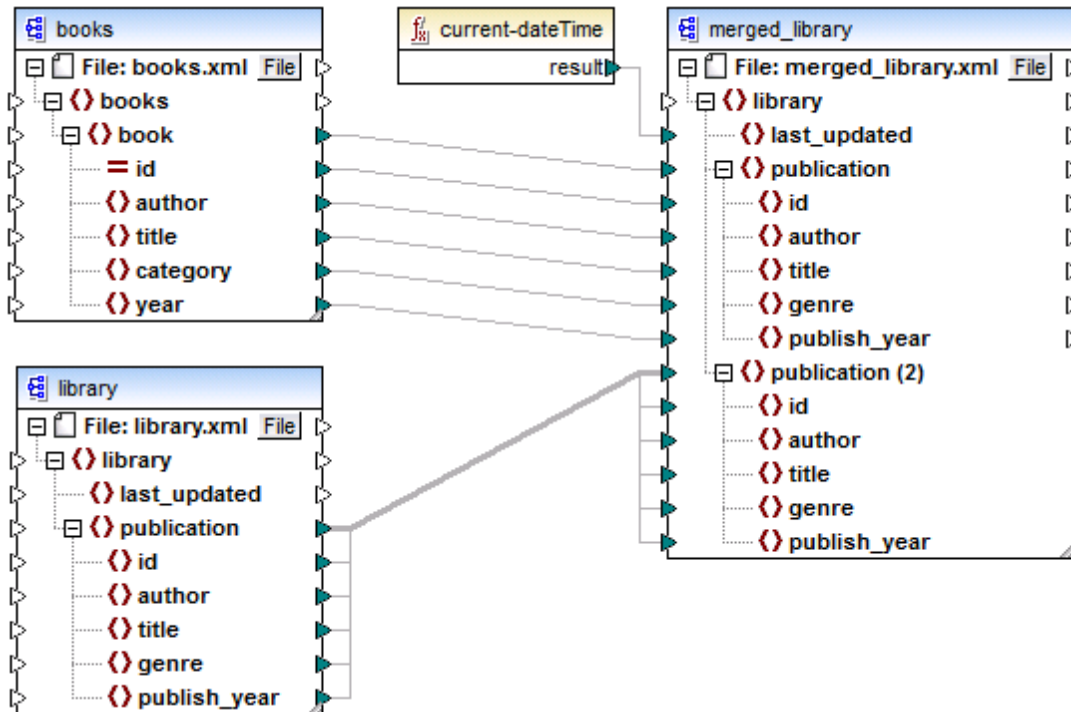 books
File: books.xml File
books
book
id
author
title
category
year
current-dateTime
result
merged_library
File: merged_library.xml File
library
last_updated
publication
id
author
title
genre
publish_year
publication (2)
id
author
title
genre
publish_year
library
File: library.xml File
library
last_updated
publication
id
author
title
genre
publish_year